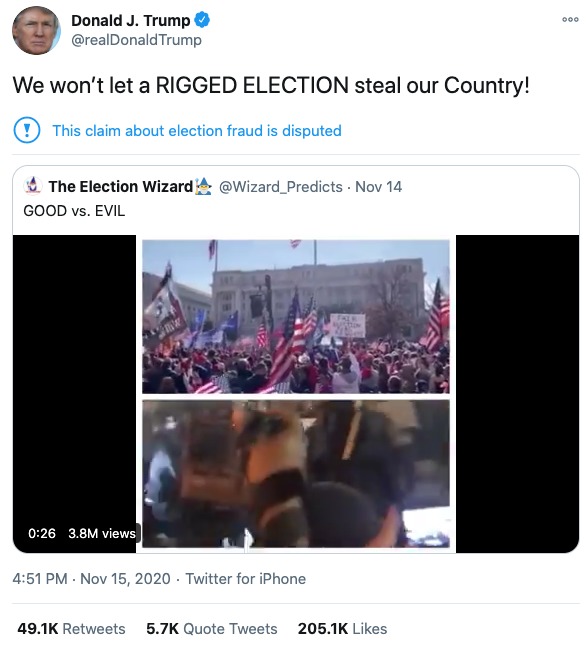 Donald J. Trump
@realDonaldTrump
We won't let a RIGGED ELECTION steal our Country!
This claim about election fraud is disputed
The Election Wizard @Wizard_Predicts · Nov 14
GOOD vs. EVIL
ELECTION
0:26 3.8M views
4:51 PM · Nov 15, 2020 · Twitter for iPhone
49.1K Retweets 5.7K Quote Tweets 205.1K Likes